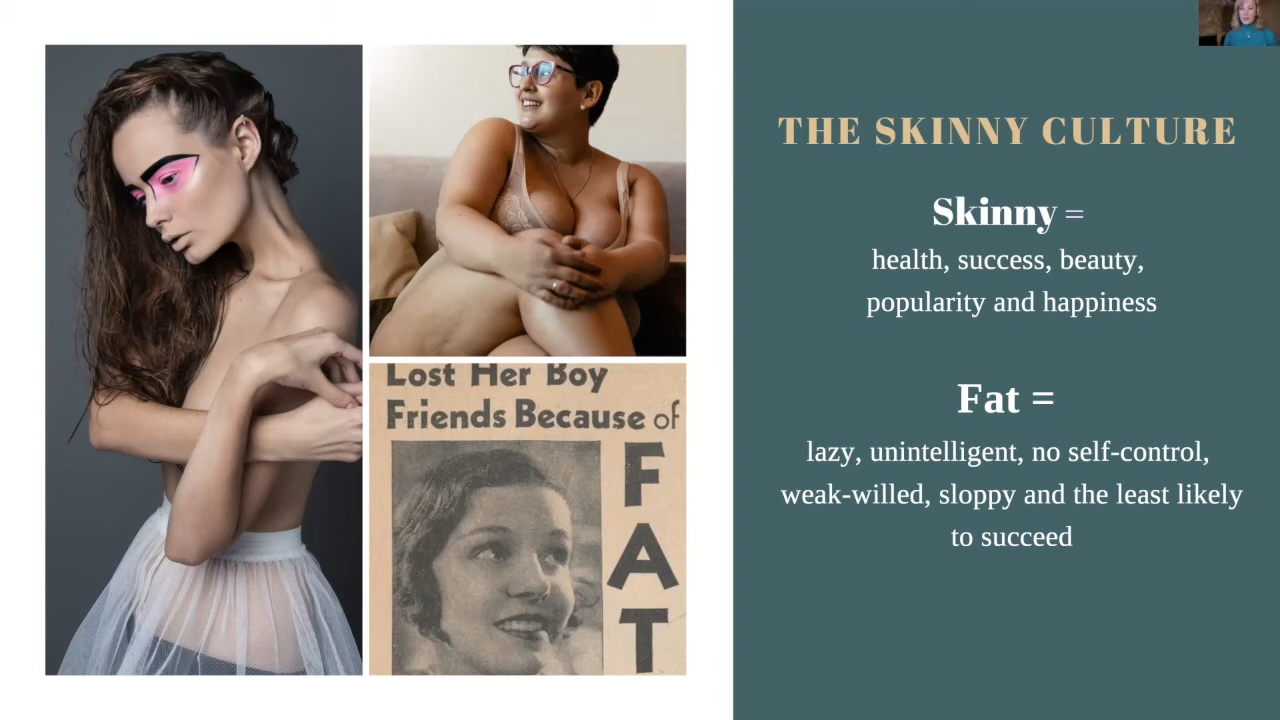 Lost Her Boy
Friends Because of
F
A
T
THE SKINNY CULTURE
Skinny =
health, success, beauty,
popularity and happiness
Fat =
lazy, unintelligent, no self-control,
weak-willed, sloppy and the least likely
to succeed